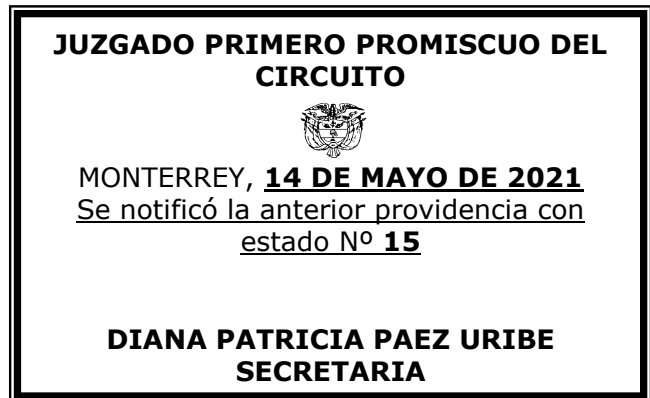 JUZGADO PRIMERO PROMISCUO DEL
CIRCUITO
MONTERREY, 14 DE MAYO DE 2021
Se notificó la anterior providencia con
estado Nº 15
DIANA PATRICIA PAEZ URIBE
SECRETARIA